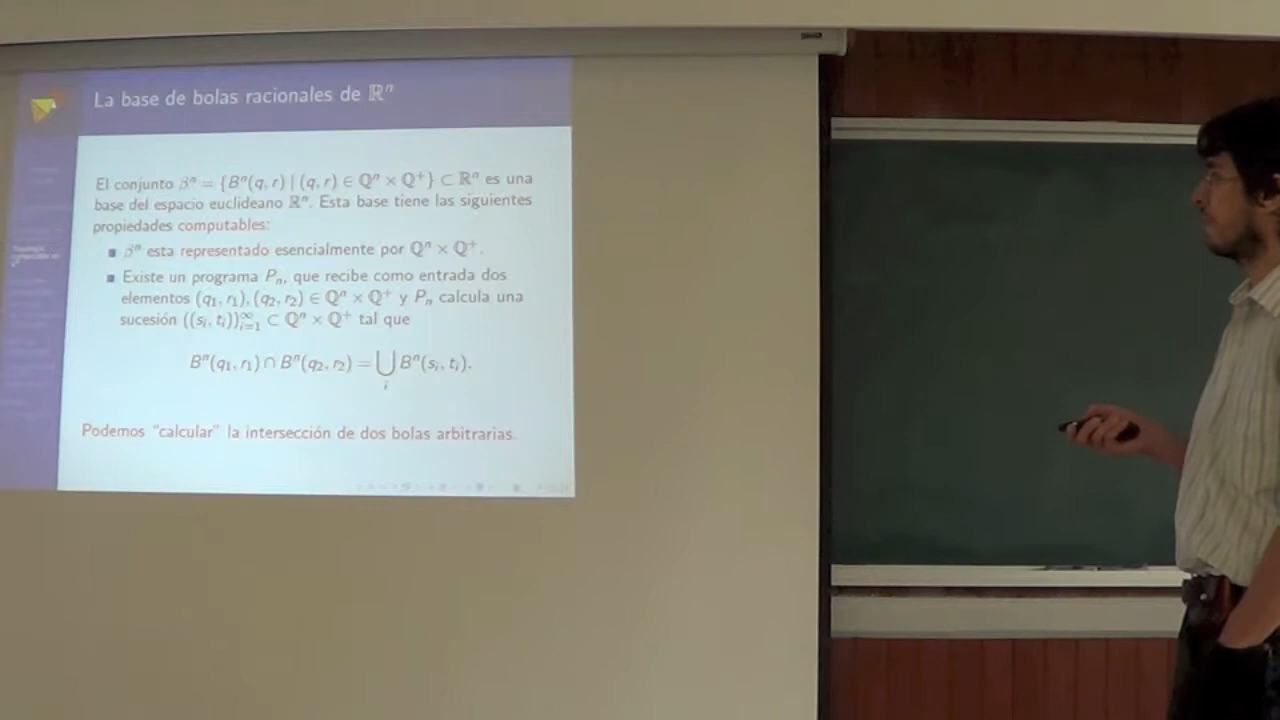 La base de bolas racionales de ℝⁿ
El conjunto βⁿ = {Bⁿ(q, r) | (q, r) ∈ ℚⁿ × ℚ⁺} ⊂ ℝⁿ es una
base del espacio euclideano ℝⁿ. Esta base tiene las siguientes
propiedades computables:
βⁿ esta representado esencialmente por ℚⁿ × ℚ⁺.
Existe un programa Pₙ, que recibe como entrada dos
elementos (q₁, r₁), (q₂, r₂) ∈ ℚⁿ × ℚ⁺ y Pₙ calcula una
sucesión ((sᵢ, tᵢ))∞ᵢ₌₁ ⊂ ℚⁿ × ℚ⁺ tal que
Bⁿ(q₁, r₁) ∩ Bⁿ(q₂, r₂) = ⋃ᵢ Bⁿ(sᵢ, tᵢ).
Podemos "calcular" la intersección de dos bolas arbitrarias.